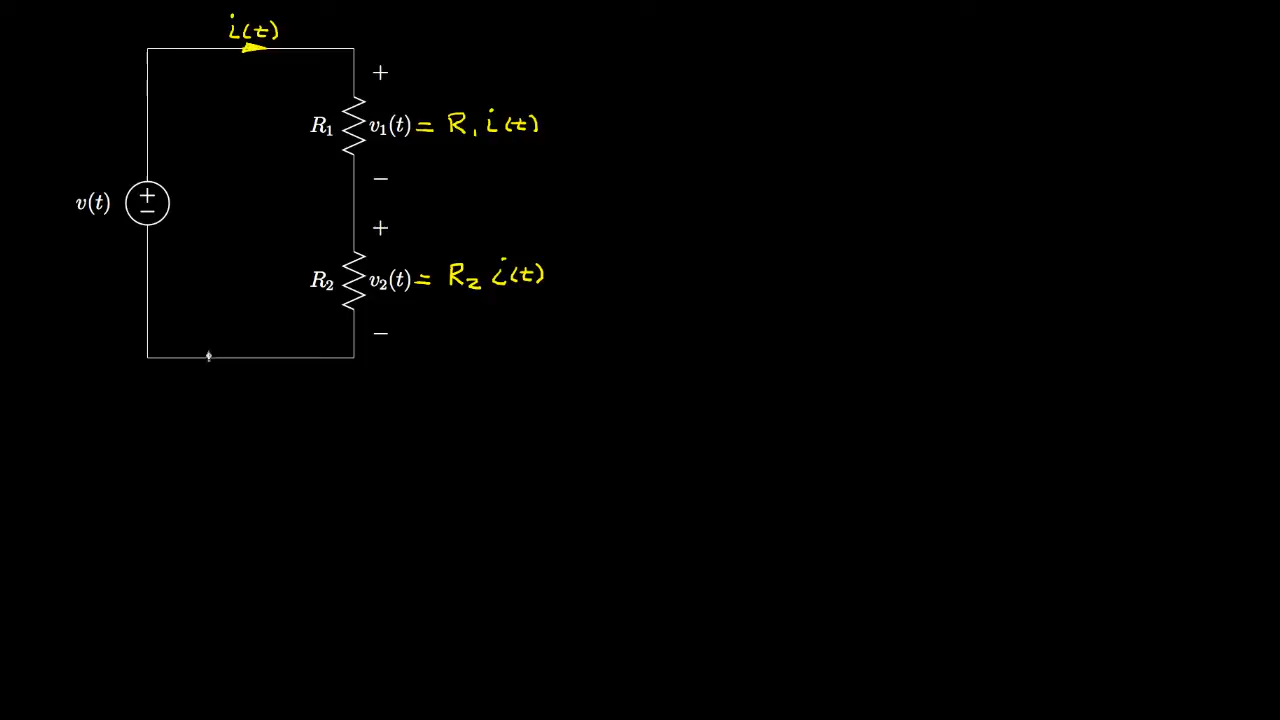 i(t)
+
R₁ v₁(t) = R₁ i(t)
−
v(t) + −
+
R₂ v₂(t) = R₂ i(t)
−